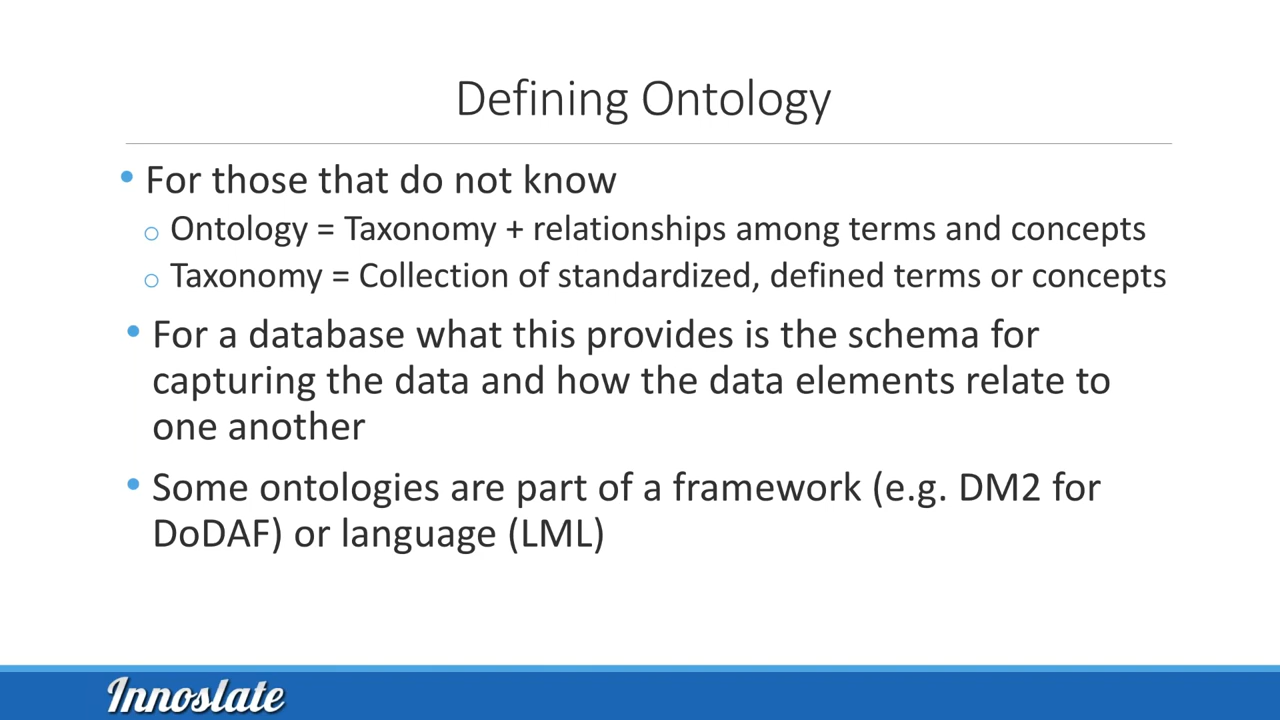 Defining Ontology
• For those that do not know
o Ontology = Taxonomy + relationships among terms and concepts
o Taxonomy = Collection of standardized, defined terms or concepts
• For a database what this provides is the schema for
capturing the data and how the data elements relate to
one another
• Some ontologies are part of a framework (e.g. DM2 for
DoDAF) or language (LML)
Innoslate